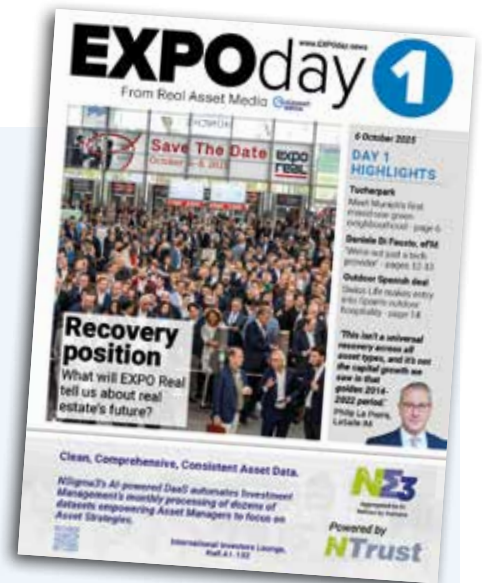 www.EXPOday.news
EXPOday 1
From Real Asset Media
Save The Date
October 6-8, 2025
EXPO
REAL
6 October 2025
DAY 1
HIGHLIGHTS
Tucherpark
Meet Munich's first
mixed-use green
neighbourhood - page 6
Daniele Di Fausto, eFM
'We're not just a tech
provider' - pages 12-13
Outdoor Spanish deal
Swiss Life makes entry
into Spain's outdoor
hospitality - page 14
'This isn't a universal
recovery across all
asset types, and it's not
the capital growth we
saw in that
golden 2014-
2022 period.'
Philip La Pierre,
LaSalle IM
Recovery
position
What will EXPO Real
tell us about real
estate's future?
Clean, Comprehensive, Consistent Asset Data.
NSigma3's AI-powered DaaS automates Investment
Management's monthly processing of dozens of
datasets empowering Asset Managers to focus on
Asset Strategies.
International Investors Lounge,
Hall A1.132
NΣ3
Powered by
NTrust